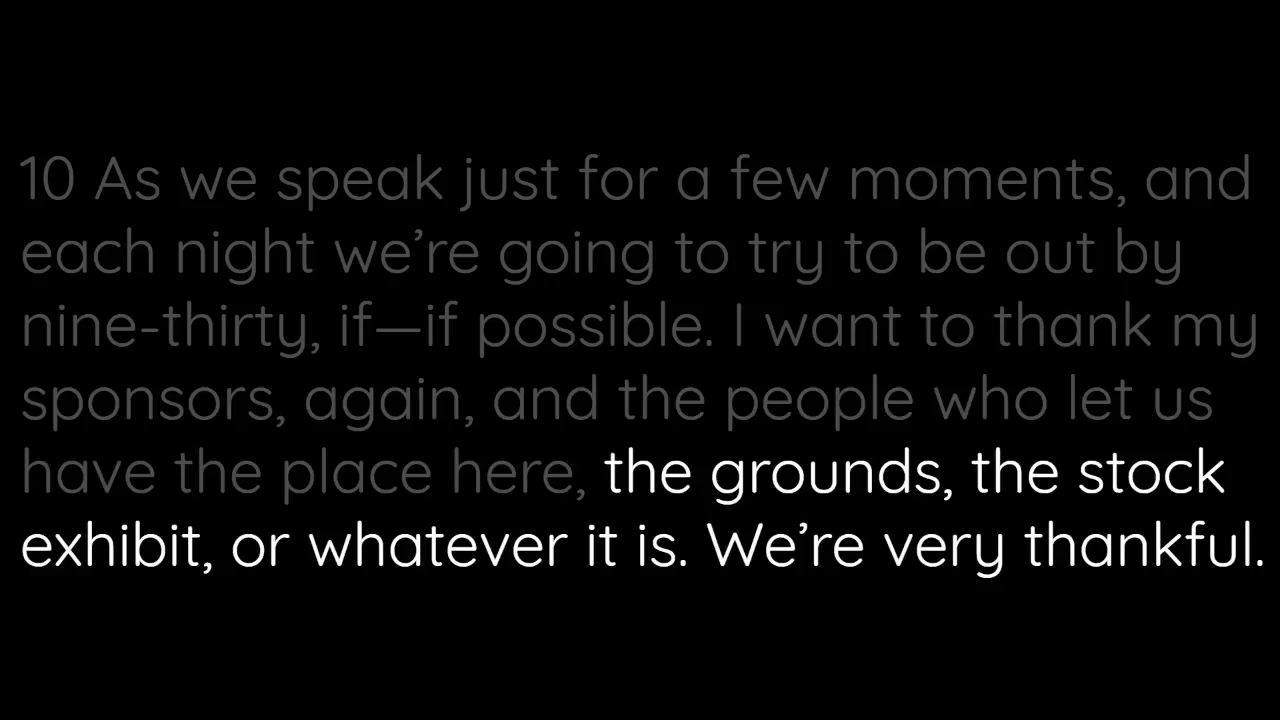 10 As we speak just for a few moments, and
each night we’re going to try to be out by
nine-thirty, if—if possible. I want to thank my
sponsors, again, and the people who let us
have the place here, the grounds, the stock
exhibit, or whatever it is. We’re very thankful.